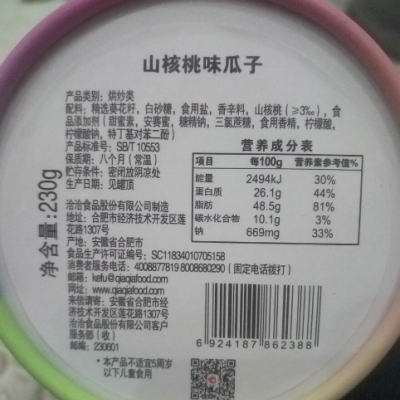 山核桃味瓜子
产品类别：烘炒类
配料：精选葵花籽，白砂糖，食用盐，香辛料，山核桃（≥3‰），食
品添加剂（甜蜜素，安赛蜜，糖精钠，三氯蔗糖，食用香精，柠檬酸，
柠檬酸钠，特丁基对苯二酚）
产品标准号：SB/T 10553
保质期：八个月（常温）
贮存条件：密闭放阴凉处
生产日期：见罐顶
营养成分表
项目 每100g 营养素参考值%
能量 2494kJ 30%
蛋白质 26.1g 44%
脂肪 48.5g 81%
碳水化合物 10.1g 3%
钠 669mg 33%
净含量:230g
洽洽食品股份有限公司制造
地址：合肥市经济技术开发区莲
花路1307号
产地：安徽省合肥市
食品生产许可证编号：SC11834010705158
消费者服务电话：4008877819 8008680290（固定电话拨打）
邮箱：kefu@qiaqiafood.com
网址：www.qiaqiafood.com
来信请寄：安徽省合肥市经
济技术开发区莲花路1307号
洽洽食品股份有限公司客户
服务部（收）
邮编：230601
*本产品不适宜5周岁
以下儿童食用
6 924187 862388